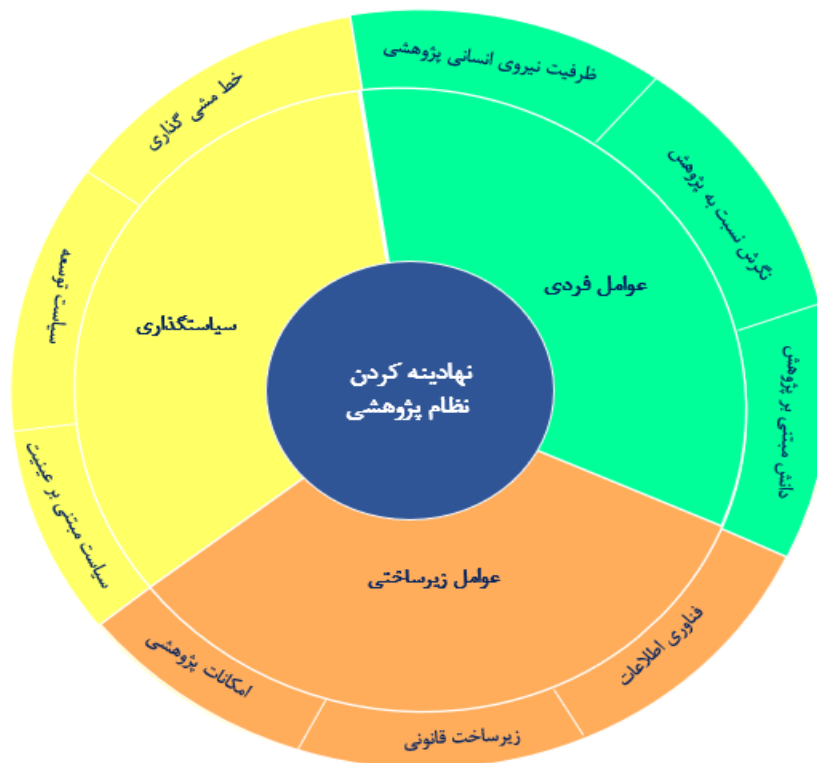 نهادینه کردن
نظام پژوهشی
عوامل فردی
ظرفیت نیروی انسانی پژوهشی
نگرش نسبت به پژوهش
دانش مبتنی بر پژوهش
عوامل زیرساختی
فناوری اطلاعات
زیرساخت قانونی
امکانات پژوهشی
سیاستگذاری
سیاست مبتنی بر عینیت
سیاست توسعه
خط مشی گذاری